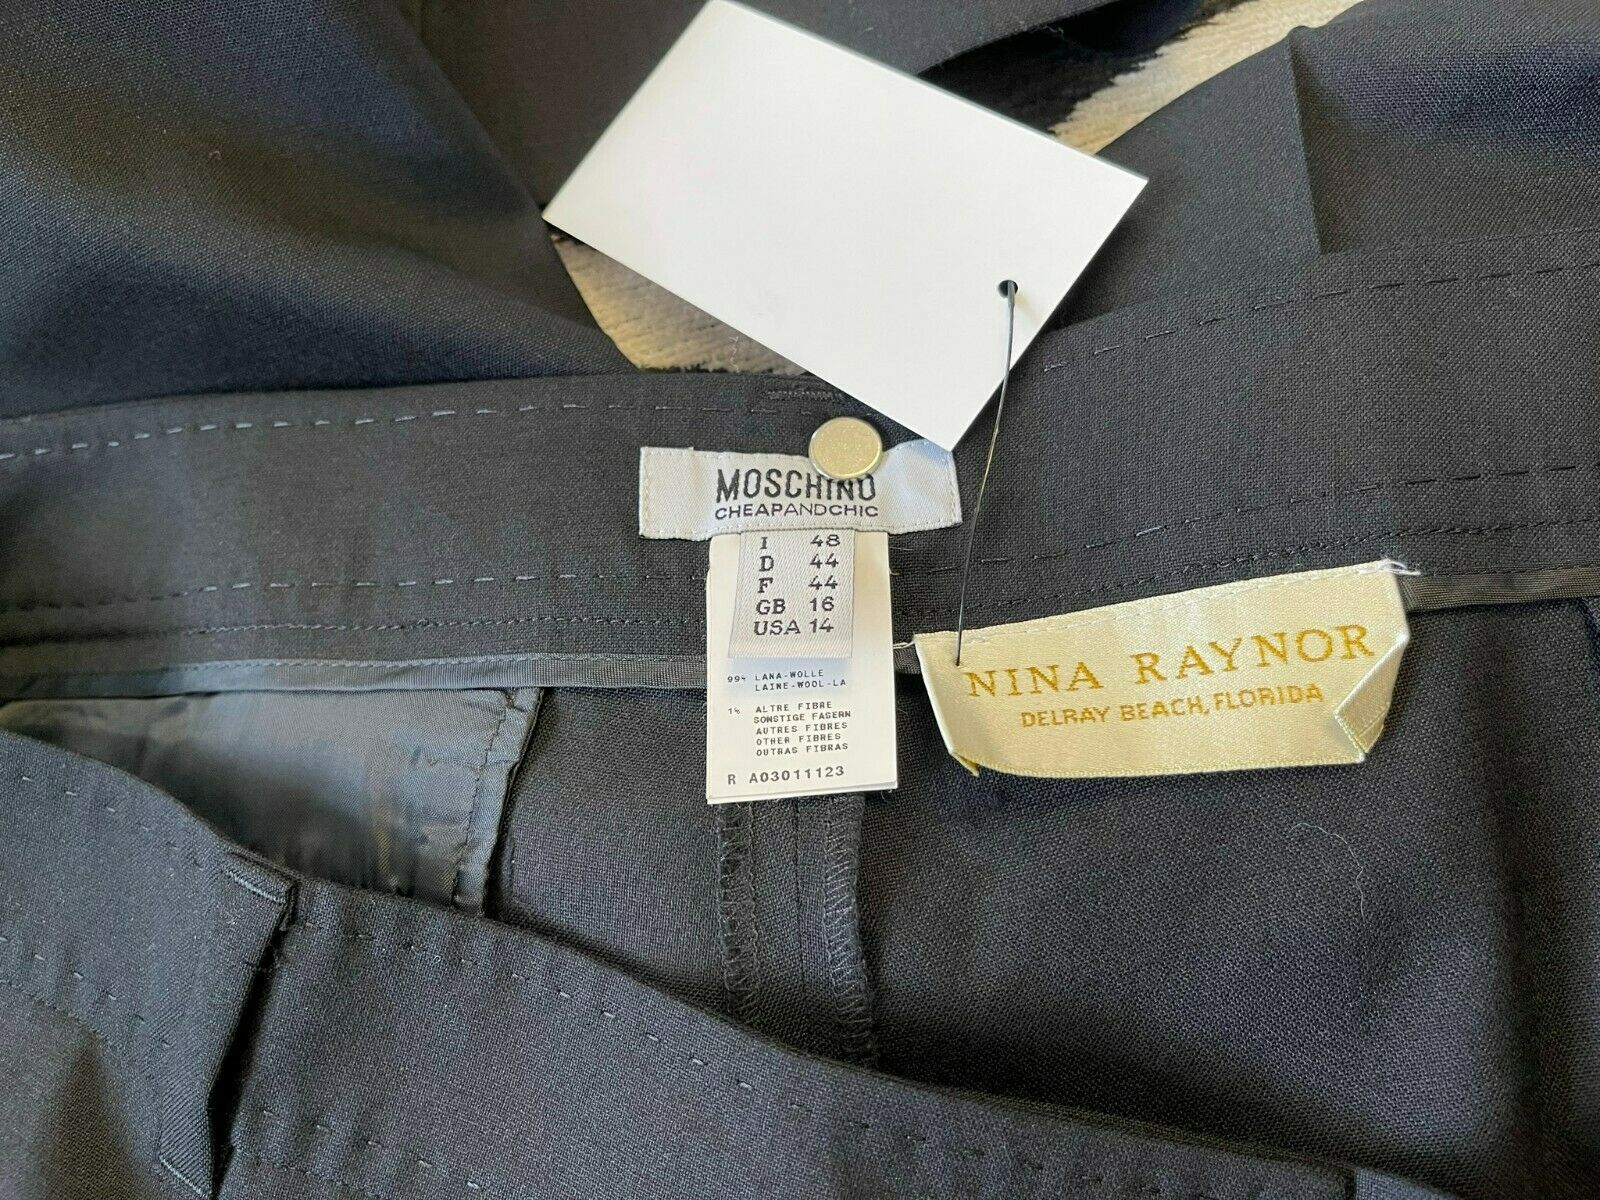 MOSCHINO
CHEAPANDCHIC
I 48
D 44
F 44
GB 16
USA 14
99% LANA-WOLLE
LAINE-WOOL-LA
1% ALTRE FIBRE
SONSTIGE FASERN
AUTRES FIBRES
OTHER FIBRES
OUTRAS FIBRAS
R A03011123
NINA RAYNOR
DELRAY BEACH, FLORIDA